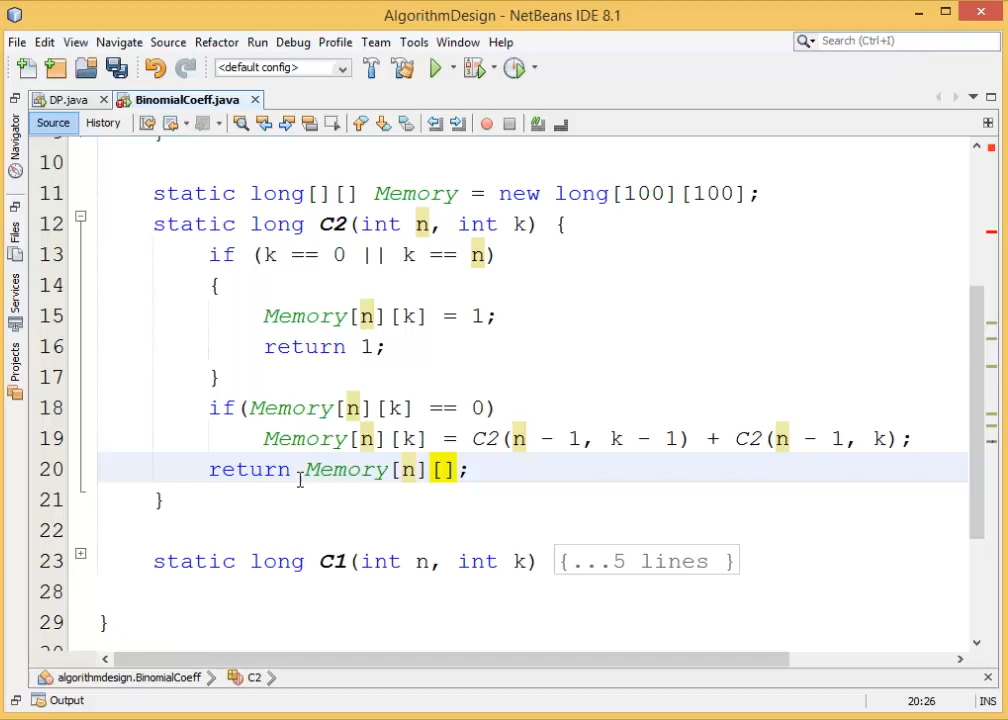 AlgorithmDesign - NetBeans IDE 8.1
File Edit View Navigate Source Refactor Run Debug Profile Team Tools Window Help
Search (Ctrl+I)
<default config>
DP.java BinomialCoeff.java
Source History
Navigator
Files
Services
Projects
10
11 static long[][] Memory = new long[100][100];
12 static long C2(int n, int k) {
13 if (k == 0 || k == n)
14 {
15 Memory[n][k] = 1;
16 return 1;
17 }
18 if(Memory[n][k] == 0)
19 Memory[n][k] = C2(n - 1, k - 1) + C2(n - 1, k);
20 return Memory[n][];
21 }
22
23 static long C1(int n, int k) {...5 lines }
28
29 }
algorithmdesign.BinomialCoeff C2
Output
20:26 INS